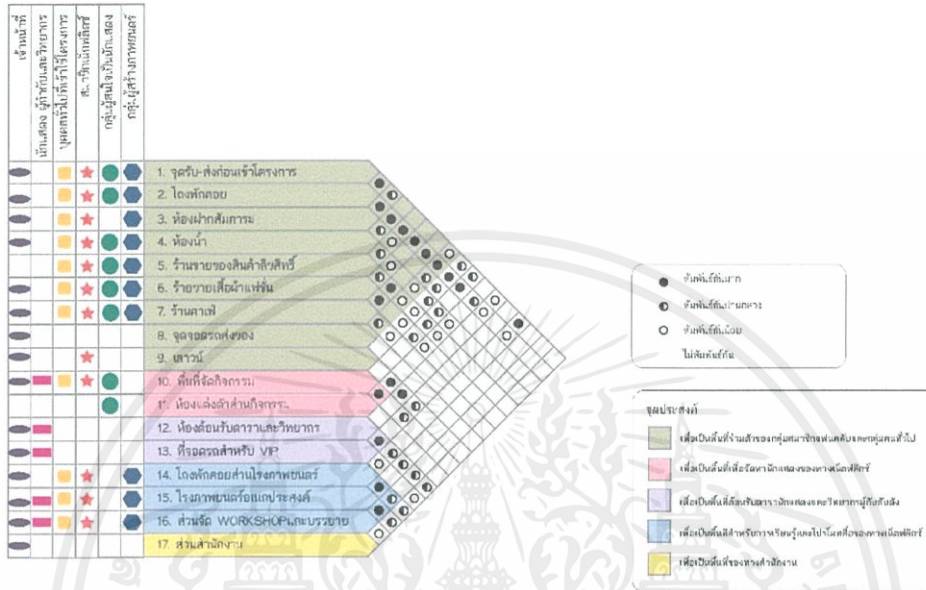 เจ้าหน้าที่
นักแสดง ผู้กำกับและวิทยากร
บุคคลทั่วไปที่เข้าใช้โครงการ
สมาชิกเน็ตฟลิกซ์
กลุ่มผู้สนใจเป็นนักแสดง
กลุ่มผู้สร้างภาพยนตร์
1. จุดรับ-ส่งก่อนเข้าโครงการ
2. โถงพักคอย
3. ห้องฝากสัมภาระ
4. ห้องน้ำ
5. ร้านขายของสินค้าลิขสิทธิ์
6. ร้านขายเสื้อผ้าแฟชั่น
7. ร้านคาเฟ่
8. จุดจอดรถส่งของ
9. เลาวน์
10. พื้นที่จัดกิจกรรม
11. ห้องแต่งตัวส่วนกิจกรรม
12. ห้องต้อนรับดาราและวิทยากร
13. ที่จอดรถสำหรับ VIP
14. โถงพักคอยส่วนโรงภาพยนตร์
15. โรงภาพยนตร์อเนกประสงค์
16. ส่วนจัด WORKSHOPและบรรยาย
17. ส่วนสำนักงาน
สัมพันธ์กันมาก
สัมพันธ์กันปานกลาง
สัมพันธ์กันน้อย
ไม่สัมพันธ์กัน
จุดประสงค์
เพื่อเป็นพื้นที่ส่วนตัวของกลุ่มสมาชิกแฟนคลับและกลุ่มคนทั่วไป
เพื่อเป็นพื้นที่เพื่อจัดหานักแสดงของทางเน็ตฟลิกซ์
เพื่อเป็นพื้นที่ต้อนรับดารานักแสดงและวิทยากรผู้กำกับดัง
เพื่อเป็นพื้นที่สำหรับการเรียนรู้และโปรโมตสื่อของทางเน็ตฟลิกซ์
เพื่อเป็นพื้นที่ของทางสำนักงาน